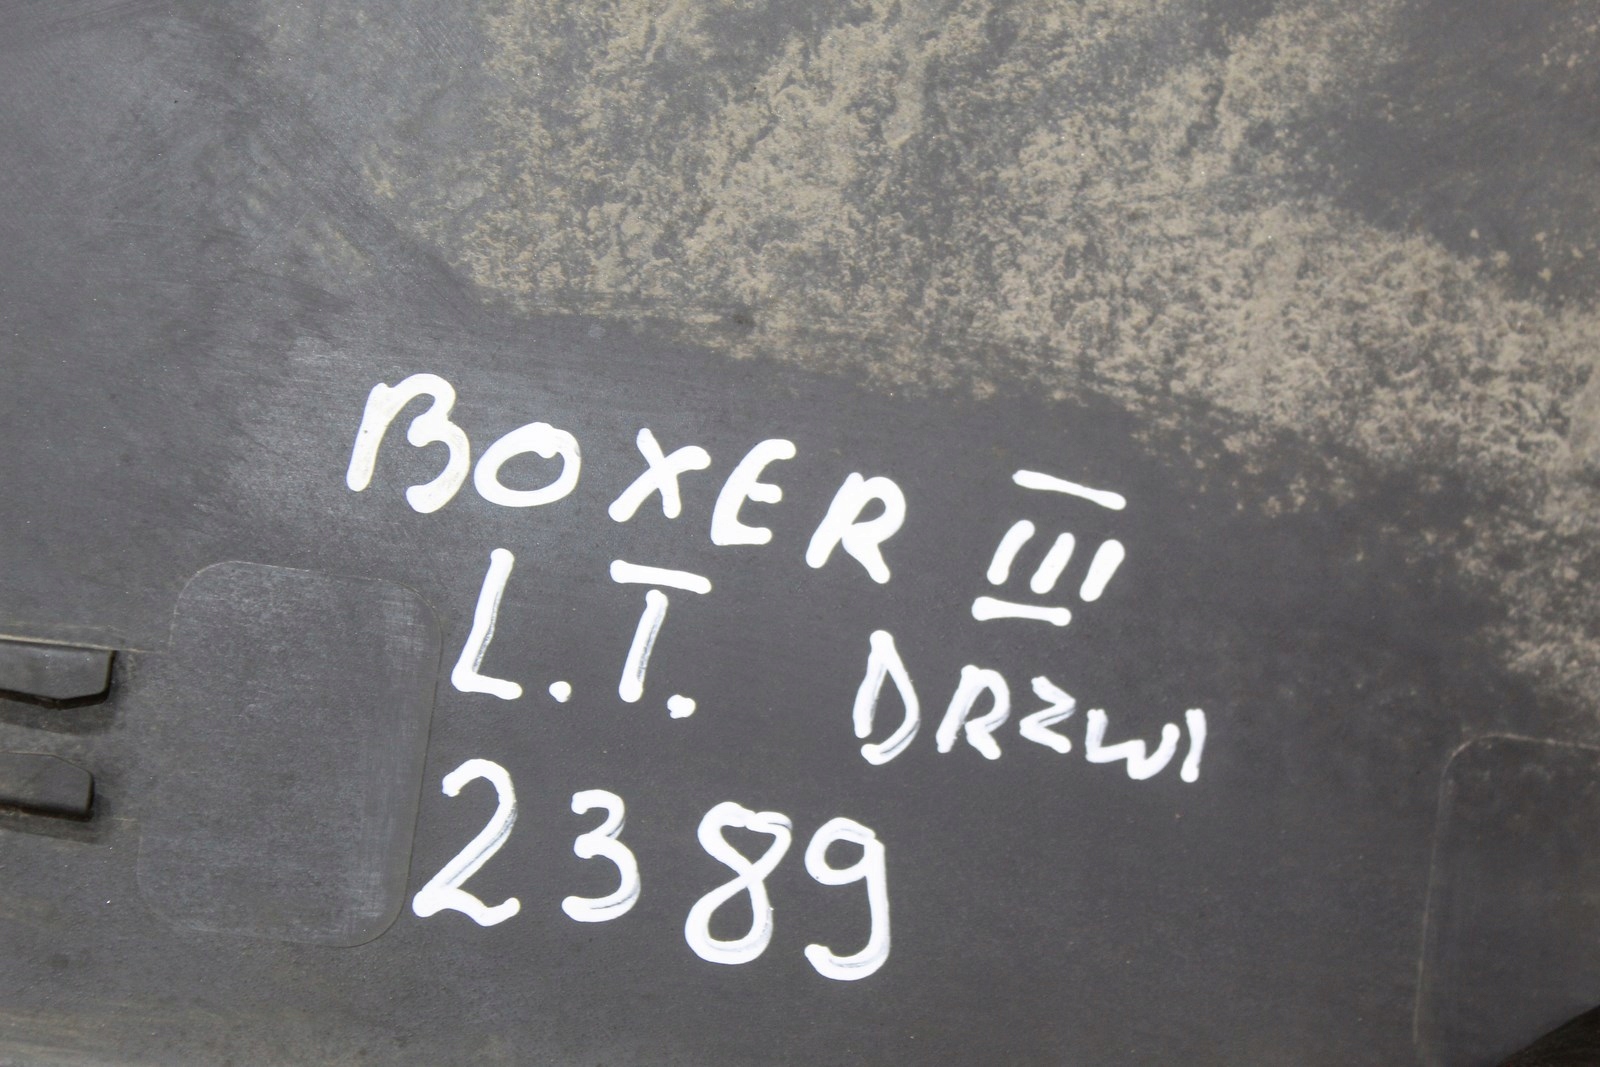 BOXER III
L.T. DRZWI
2389